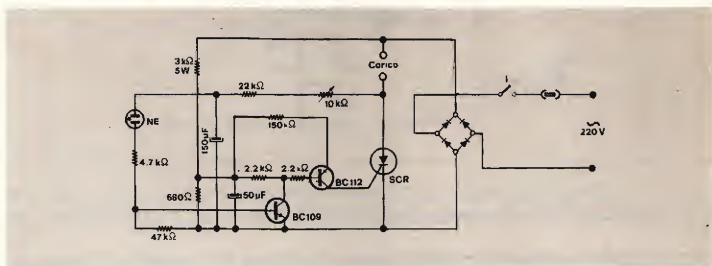 3kΩ
5W
Carico
I
22kΩ
10kΩ
NE
150µF
150kΩ
220V
4.7kΩ
2.2kΩ
2.2kΩ
SCR
BC112
680Ω
50µF
BC109
47kΩ